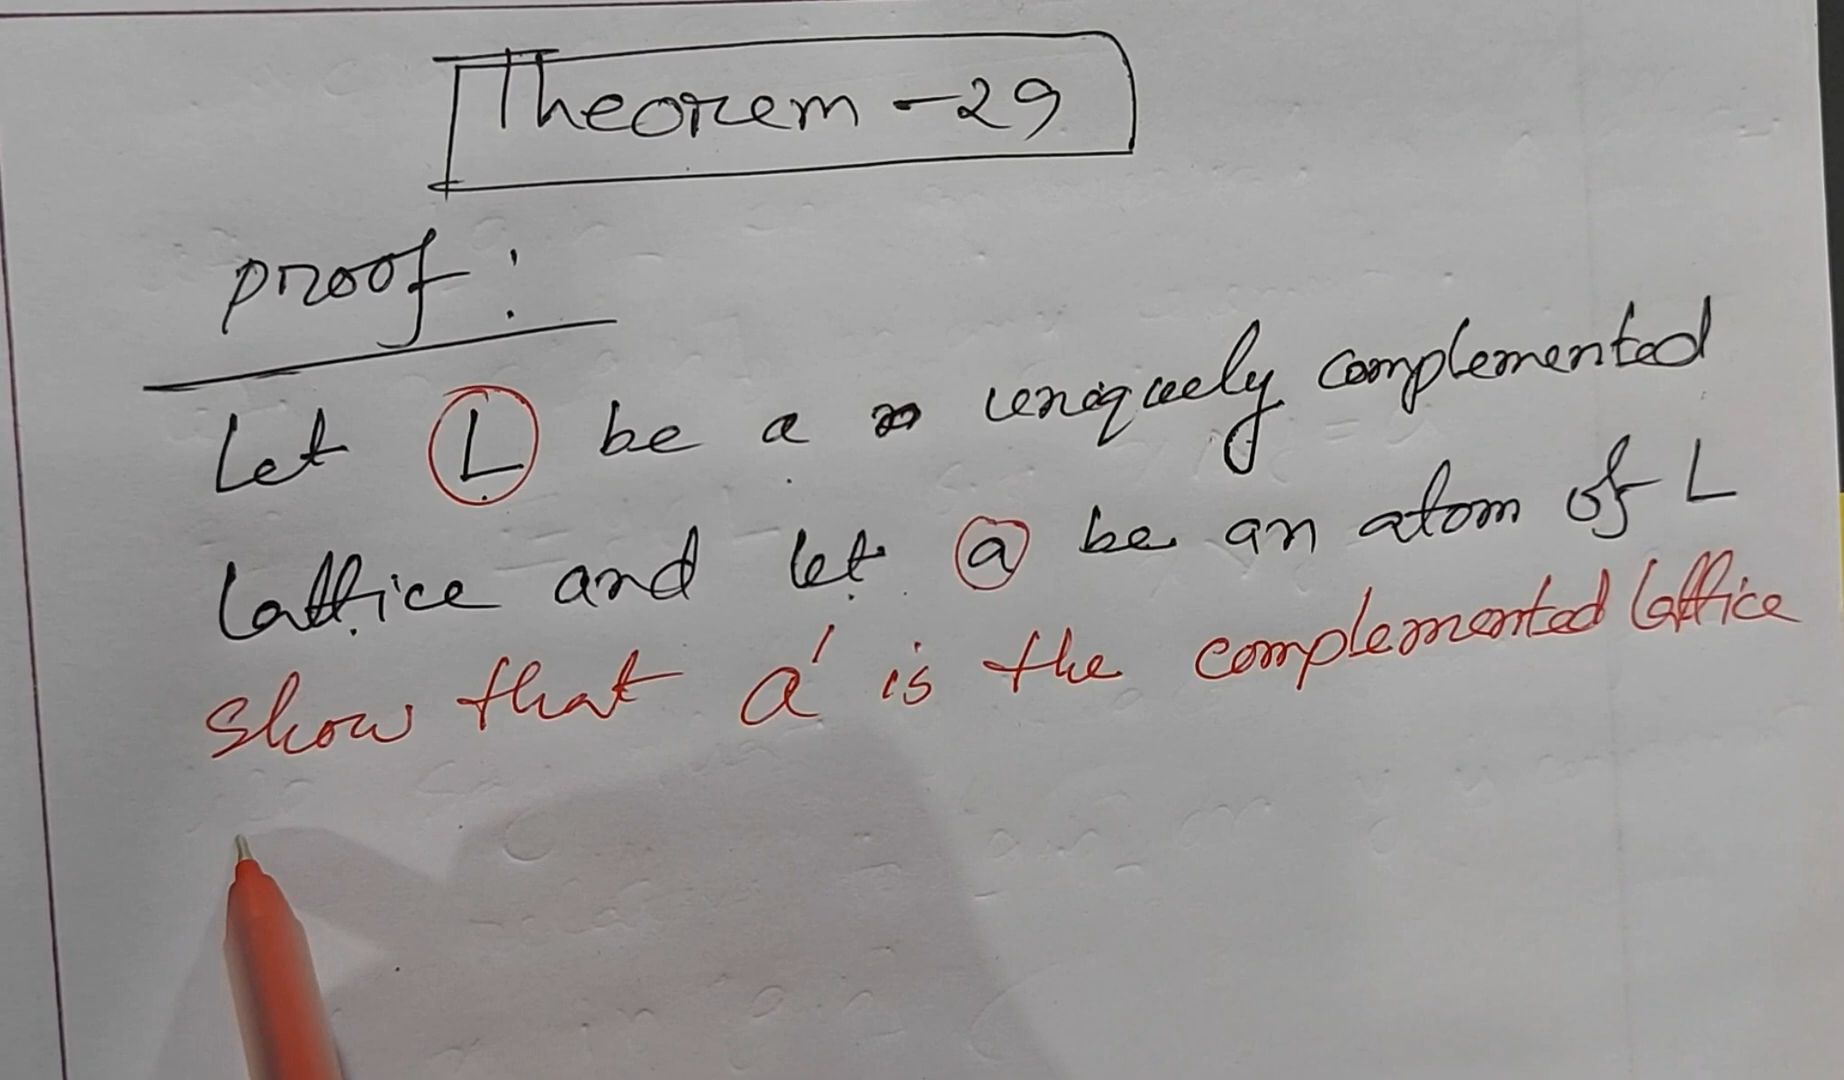 Theorem - 29
proof :
Let L be a uniquely complemented
lattice and let a be an atom of L
show that a' is the complemented lattice